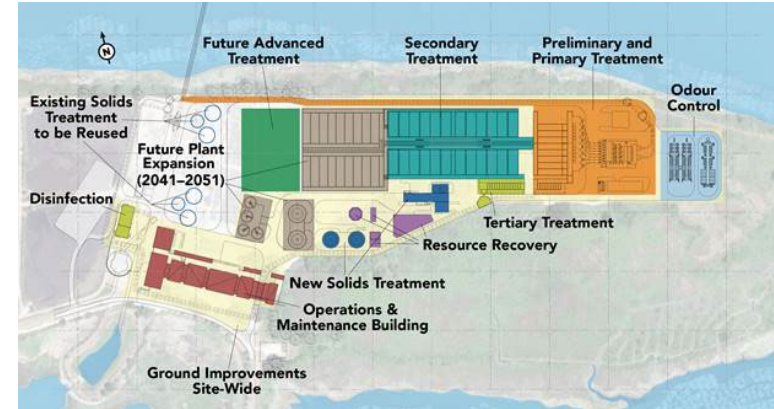 N
Future Advanced
Treatment
Secondary
Treatment
Preliminary and
Primary Treatment
Odour
Control
Existing Solids
Treatment
to be Reused
Future Plant
Expansion
(2041–2051)
Disinfection
Tertiary Treatment
Resource Recovery
New Solids Treatment
Operations &
Maintenance Building
Ground Improvements
Site-Wide